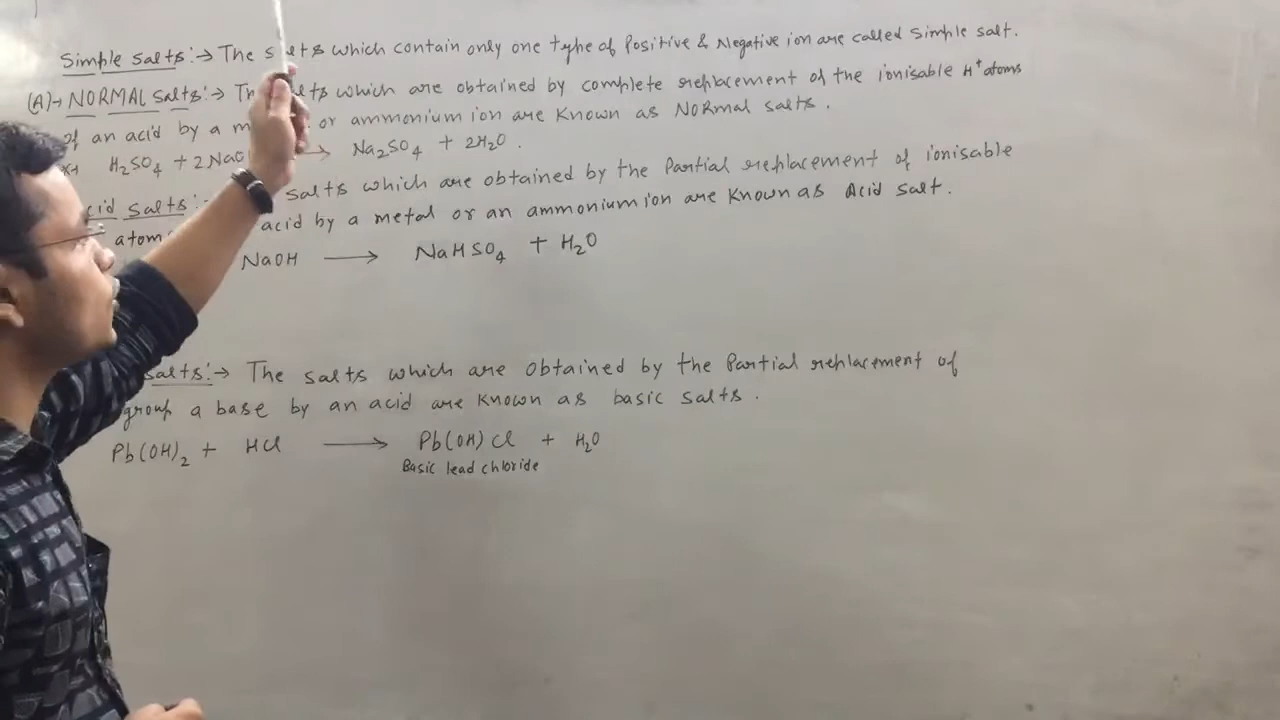 Simple salts:→ The salts which contain only one type of Positive & Negative ion are called simple salt.
(A)→ NORMAL salts:→ The salts which are obtained by complete replacement of the ionisable H⁺ atoms
of an acid by a or ammonium ion are known as NORmal salts.
H₂SO₄ + 2NaO → Na₂SO₄ + 2H₂O.
cid salts:- salts which are obtained by the Partial replacement of ionisable
atom acid by a metal or an ammonium ion are known as Acid salt.
NaOH → NaHSO₄ + H₂O
salts:→ The salts which are obtained by the Partial replacement of
group a base by an acid are known as basic salts.
Pb(OH)₂ + HCl → Pb(OH)Cl + H₂O
Basic lead chloride